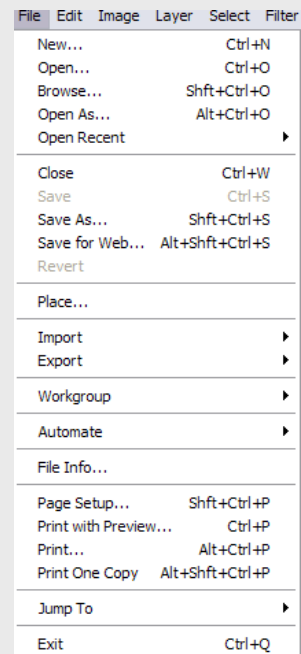 File Edit Image Layer Select Filter
New... Ctrl+N
Open... Ctrl+O
Browse... Shft+Ctrl+O
Open As... Alt+Ctrl+O
Open Recent
Close Ctrl+W
Save Ctrl+S
Save As... Shft+Ctrl+S
Save for Web... Alt+Shft+Ctrl+S
Revert
Place...
Import
Export
Workgroup
Automate
File Info...
Page Setup... Shft+Ctrl+P
Print with Preview... Ctrl+P
Print... Alt+Ctrl+P
Print One Copy Alt+Shft+Ctrl+P
Jump To
Exit Ctrl+Q